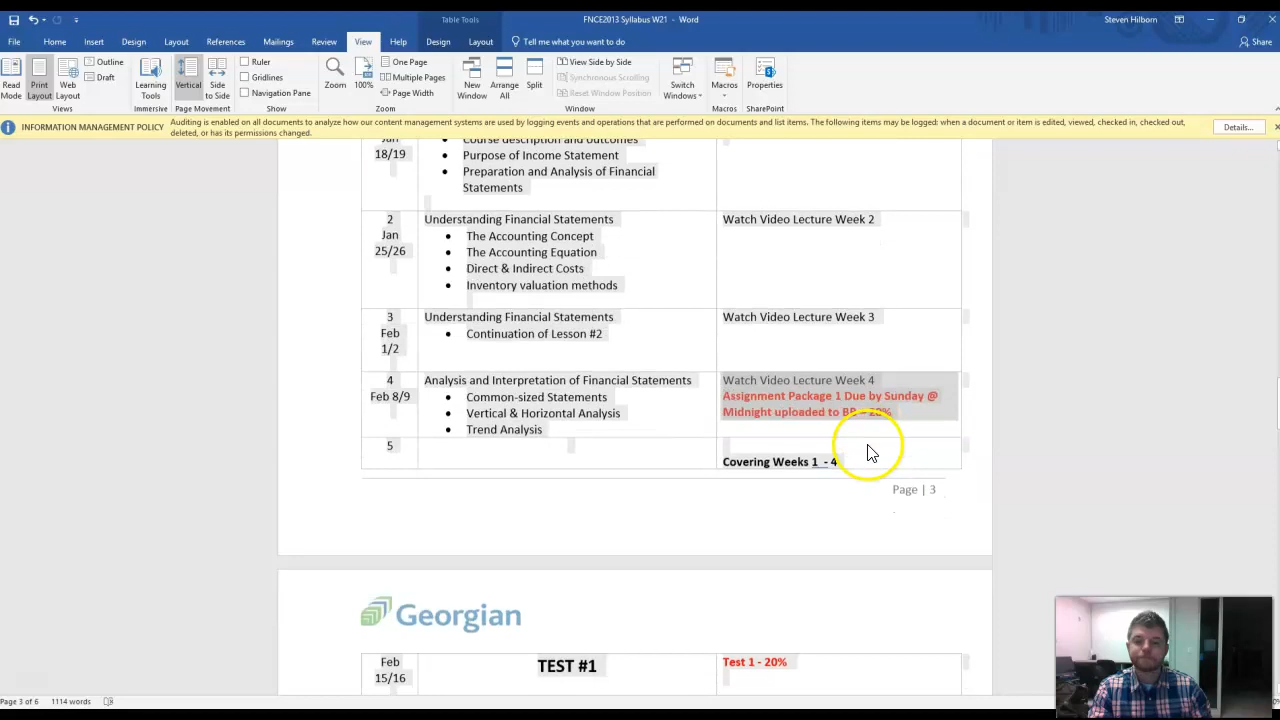 Table Tools
FNCE2013 Syllabus W21 - Word
Steven Hilborn
File Home Insert Design Layout References Mailings Review View Help Design Layout Tell me what you want to do Share
Read Mode
Print Layout
Web Layout
Outline
Draft
Views
Learning Tools
Immersive
Vertical
Side to Side
Page Movement
Ruler
Gridlines
Navigation Pane
Show
Zoom
100%
One Page
Multiple Pages
Page Width
Zoom
New Window
Arrange All
Split
View Side by Side
Synchronous Scrolling
Reset Window Position
Window
Switch Windows
Macros
Macros
Properties
SharePoint
INFORMATION MANAGEMENT POLICY
Auditing is enabled on all documents to analyze how our content management systems are used by logging events and operations that are performed on documents and list items. The following items may be logged: when a document or item is edited, viewed, checked in, checked out,
deleted, or has its permissions changed.
Details...
Jan
18/19
Course description and outcomes
• Purpose of Income Statement
• Preparation and Analysis of Financial
Statements
2
Jan
25/26
Understanding Financial Statements
• The Accounting Concept
• The Accounting Equation
• Direct & Indirect Costs
• Inventory valuation methods
Watch Video Lecture Week 2
3
Feb
1/2
Understanding Financial Statements
• Continuation of Lesson #2
Watch Video Lecture Week 3
4
Feb 8/9
Analysis and Interpretation of Financial Statements
• Common-sized Statements
• Vertical & Horizontal Analysis
• Trend Analysis
Watch Video Lecture Week 4
Assignment Package 1 Due by Sunday @
Midnight uploaded to BB – 20%
5
Covering Weeks 1 - 4
Page | 3
Georgian
Feb
15/16
TEST #1
Test 1 - 20%
Page 3 of 6 1114 words